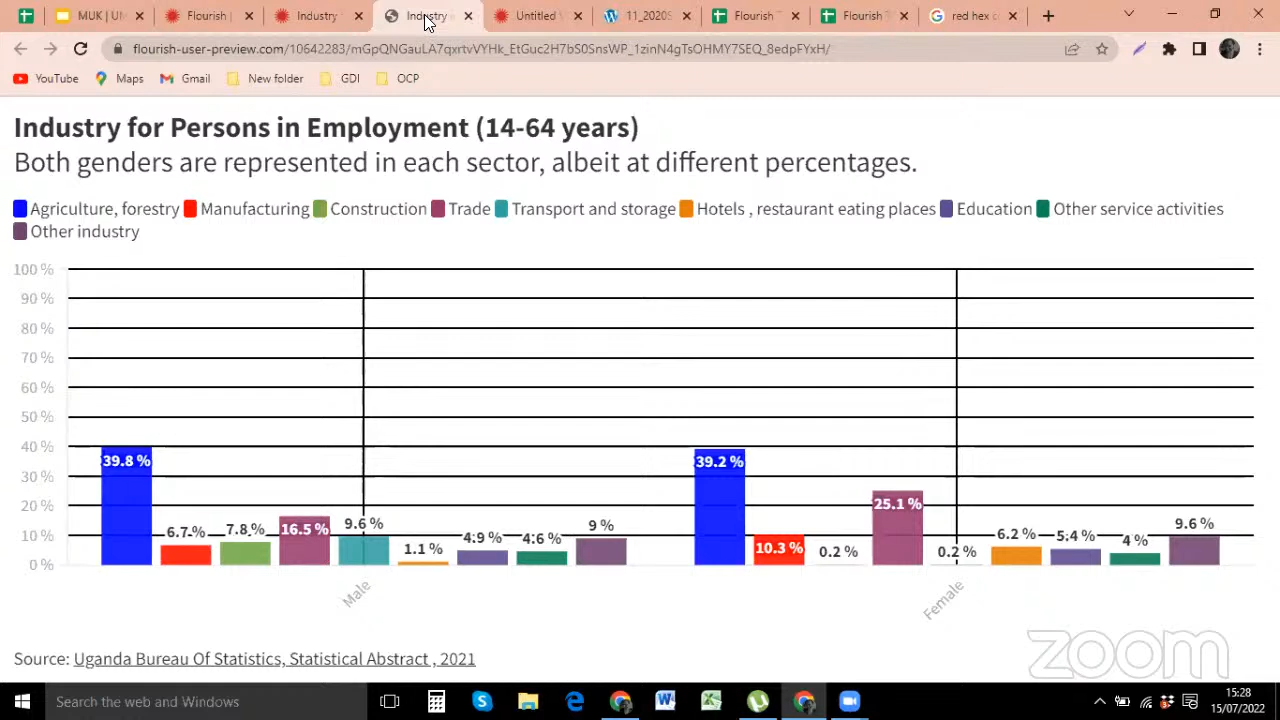 MUK | UN
Flourish
Industry
Industry
Untitled V
11_2020S
Flourish T
Flourish
red hex co
flourish-user-preview.com/10642283/mGpQNGauLA7qxrtvVYHk_EtGuc2H7bS0SnsWP_1zinN4gTsOHMY7SEQ_8edpFYxH/
YouTube Maps Gmail New folder GDI OCP
Industry for Persons in Employment (14-64 years)
Both genders are represented in each sector, albeit at different percentages.
Agriculture, forestry Manufacturing Construction Trade Transport and storage Hotels , restaurant eating places Education Other service activities
Other industry
100 %
90 %
80 %
70 %
60 %
50 %
40 %
30 %
20 %
10 %
0 %
39.8 % 6.7 % 7.8 % 16.5 % 9.6 % 1.1 % 4.9 % 4.6 % 9 %
39.2 % 10.3 % 0.2 % 25.1 % 0.2 % 6.2 % 5.4 % 4 % 9.6 %
Male
Female
Source: Uganda Bureau Of Statistics, Statistical Abstract , 2021
zoom
Search the web and Windows
15:28
15/07/2022